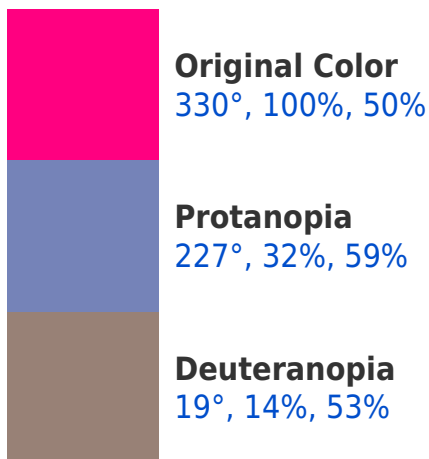 Original Color
330°, 100%, 50%
Protanopia
227°, 32%, 59%
Deuteranopia
19°, 14%, 53%